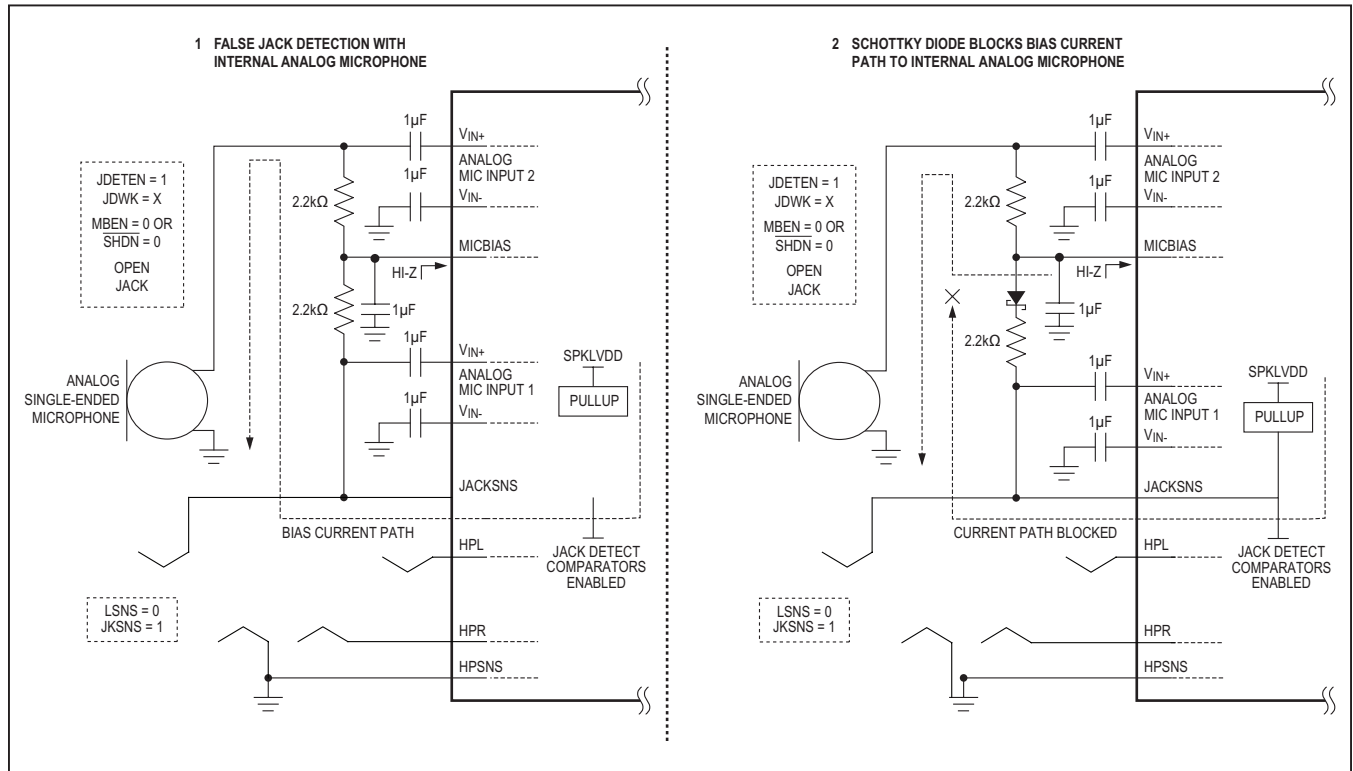 1 FALSE JACK DETECTION WITH
INTERNAL ANALOG MICROPHONE
JDETEN = 1
JDWK = X
MBEN = 0 OR
SHDN = 0
OPEN
JACK
1µF
VIN+
ANALOG
MIC INPUT 2
1µF
VIN-
2.2kΩ
MICBIAS
HI-Z
2.2kΩ
1µF
1µF
VIN+
ANALOG
MIC INPUT 1
1µF
VIN-
SPKLVDD
PULLUP
ANALOG
SINGLE-ENDED
MICROPHONE
JACKSNS
BIAS CURRENT PATH
HPL
JACK DETECT
COMPARATORS
ENABLED
LSNS = 0
JKSNS = 1
HPR
HPSNS
2 SCHOTTKY DIODE BLOCKS BIAS CURRENT
PATH TO INTERNAL ANALOG MICROPHONE
JDETEN = 1
JDWK = X
MBEN = 0 OR
SHDN = 0
OPEN
JACK
1µF
VIN+
ANALOG
MIC INPUT 2
1µF
VIN-
2.2kΩ
MICBIAS
HI-Z
1µF
2.2kΩ
1µF
VIN+
ANALOG
MIC INPUT 1
1µF
VIN-
SPKLVDD
PULLUP
ANALOG
SINGLE-ENDED
MICROPHONE
JACKSNS
CURRENT PATH BLOCKED
HPL
JACK DETECT
COMPARATORS
ENABLED
LSNS = 0
JKSNS = 1
HPR
HPSNS